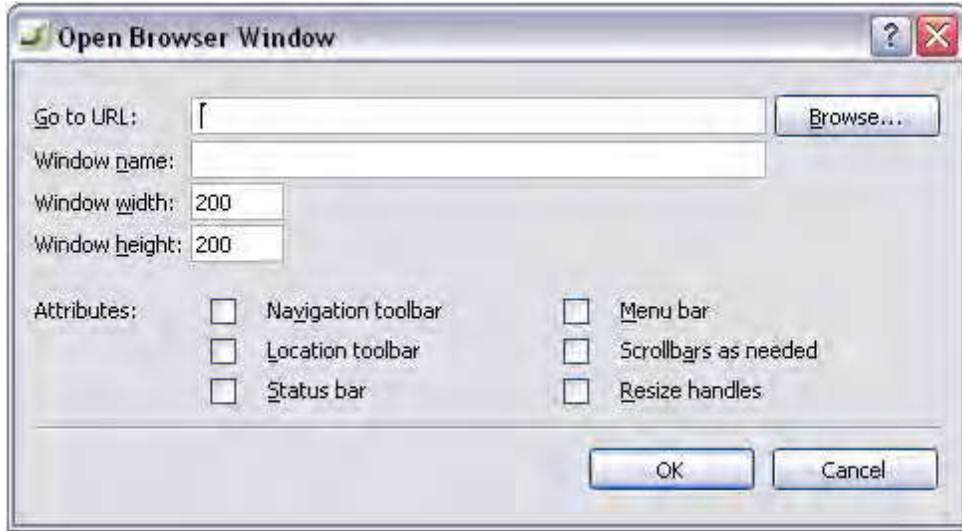 Open Browser Window
Go to URL: Browse...
Window name:
Window width: 200
Window height: 200
Attributes: Navigation toolbar Menu bar
Location toolbar Scrollbars as needed
Status bar Resize handles
OK Cancel